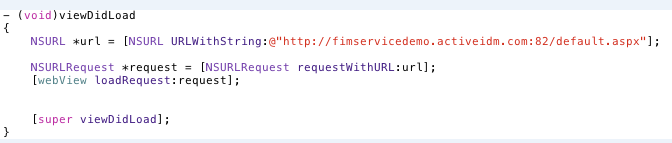 - (void)viewDidLoad
{
    NSURL *url = [NSURL URLWithString:@"http://fimservicedemo.activeidm.com:82/default.aspx"];
    NSURLRequest *request = [NSURLRequest requestWithURL:url];
    [webView loadRequest:request];
    [super viewDidLoad];
}